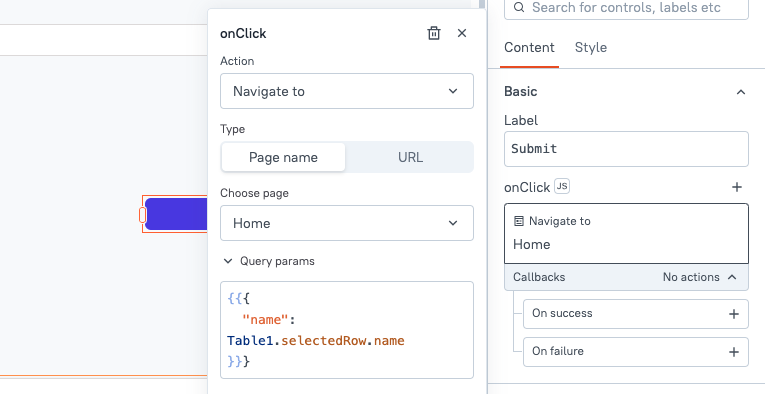 onClick
Action
Navigate to
Type
Page name URL
Choose page
Home
Query params
{{{
"name":
Table1.selectedRow.name
}}}
Search for controls, labels etc
Content Style
Basic
Label
Submit
onClick JS
Navigate to
Home
Callbacks No actions
On success
On failure